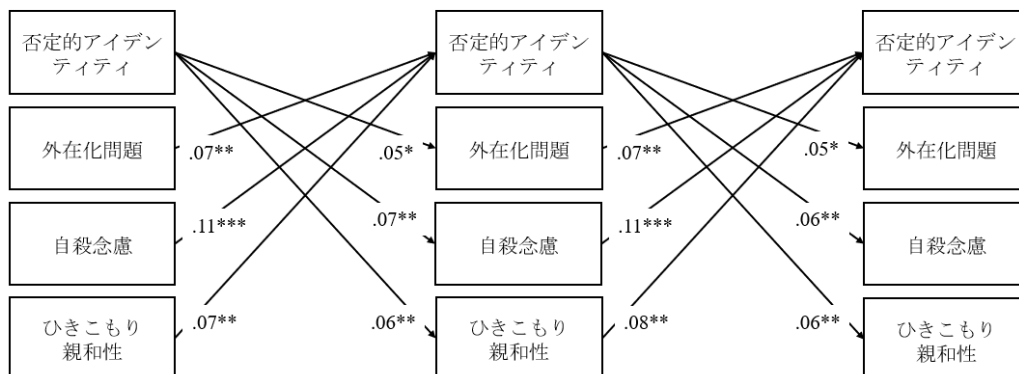 否定的アイデン
ティティ
否定的アイデン
ティティ
否定的アイデン
ティティ
外在化問題
.07**
.05*
外在化問題
.07**
.05*
外在化問題
自殺念慮
.11***
.07**
自殺念慮
.11***
.06**
自殺念慮
ひきこもり
親和性
.07**
.06**
ひきこもり
親和性
.08**
.06**
ひきこもり
親和性